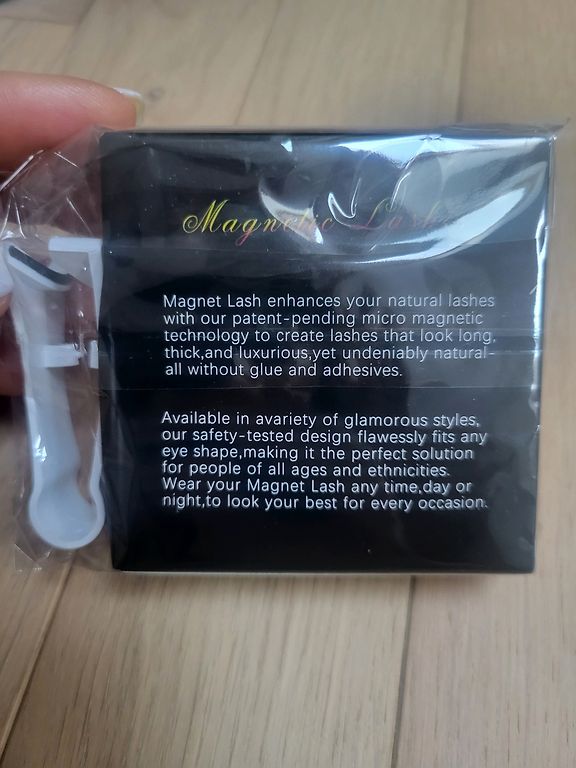 Magnetic Lash
Magnet Lash enhances your natural lashes
with our patent-pending micro magnetic
technology to create lashes that look long,
thick,and luxurious,yet undeniably natural-
all without glue and adhesives.
Available in avariety of glamorous styles,
our safety-tested design flawessly fits any
eye shape,making it the perfect solution
for people of all ages and ethnicities.
Wear your Magnet Lash any time,day or
night,to look your best for every occasion.